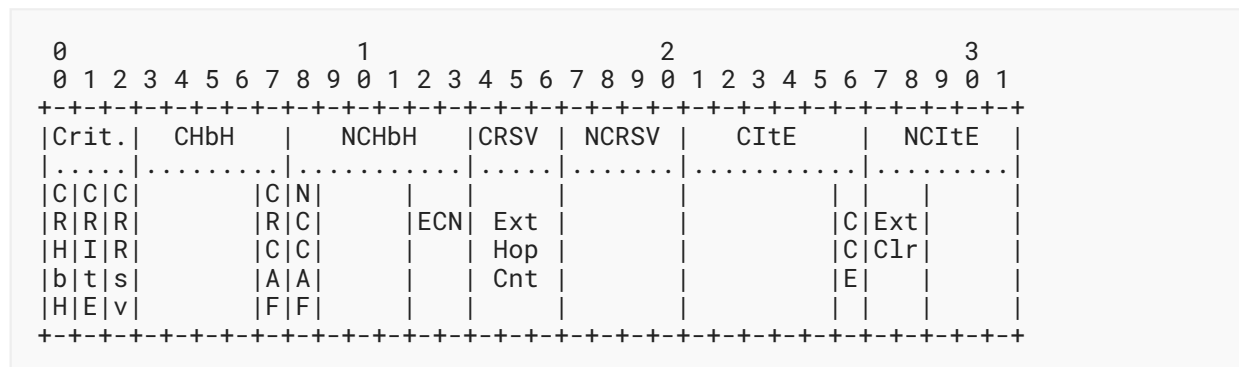 0                   1                   2                   3
 0 1 2 3 4 5 6 7 8 9 0 1 2 3 4 5 6 7 8 9 0 1 2 3 4 5 6 7 8 9 0 1
+-+-+-+-+-+-+-+-+-+-+-+-+-+-+-+-+-+-+-+-+-+-+-+-+-+-+-+-+-+-+-+-+
|Crit.|  CHbH   |   NCHbH   |CRSV | NCRSV |   CItE    |  NCItE  |
|.....|.........|...........|.....|.......|...........|.........|
|C|C|C|       |C|N|     |   |     |       |         | |   |     |
|R|R|R|       |R|C|     |ECN| Ext |       |         |C|Ext|     |
|H|I|R|       |C|C|     |   | Hop |       |         |C|Clr|     |
|b|t|s|       |A|A|     |   | Cnt |       |         |E|   |     |
|H|E|v|       |F|F|     |   |     |       |         | |   |     |
+-+-+-+-+-+-+-+-+-+-+-+-+-+-+-+-+-+-+-+-+-+-+-+-+-+-+-+-+-+-+-+-+